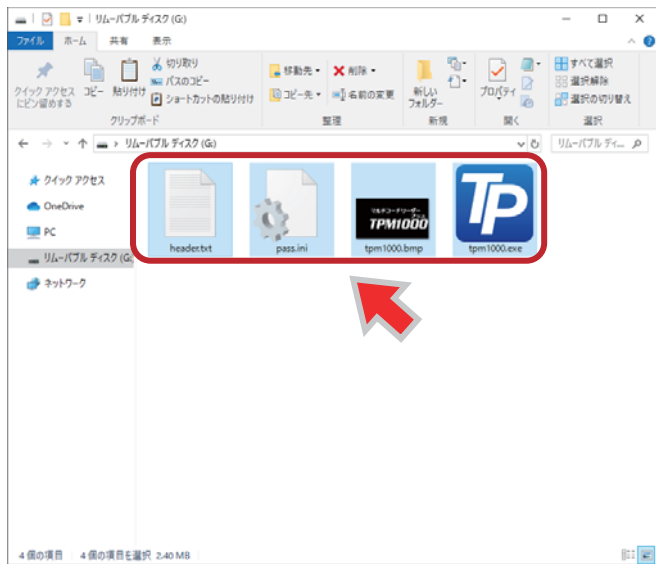 リムーバブル ディスク (G:)
ファイル ホーム 共有 表示
クイック アクセス
にピン留めする
コピー
貼り付け
切り取り
パスのコピー
ショートカットの貼り付け
クリップボード
移動先
コピー先
削除
名前の変更
整理
新しい
フォルダー
新規
プロパティ
開く
すべて選択
選択解除
選択の切り替え
選択
リムーバブル ディスク (G:)
リムーバブル ディ...
クイック アクセス
OneDrive
PC
リムーバブル ディスク (G:
ネットワーク
header.txt
pass.ini
マルチコードリーダー
プラス
TPM1000
tpm1000.bmp
TP
tpm1000.exe
4 個の項目 4 個の項目を選択 2.40 MB